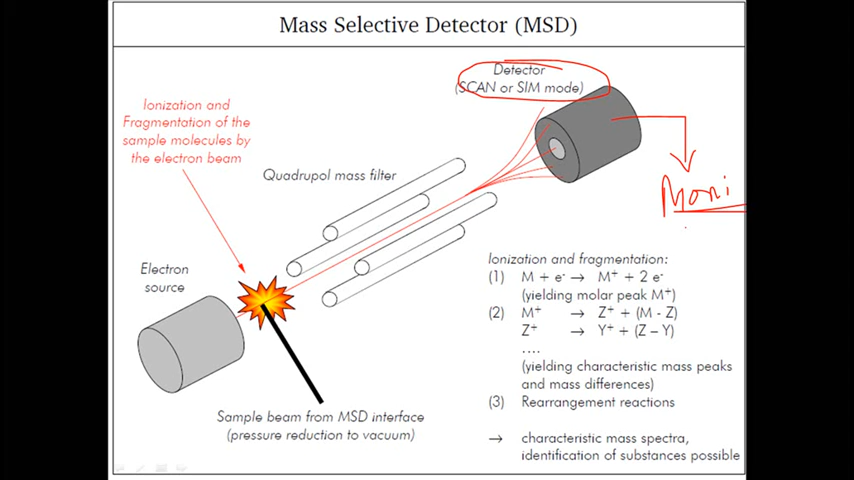 Mass Selective Detector (MSD)
Detector
(SCAN or SIM mode)
Ionization and
Fragmentation of the
sample molecules by
the electron beam
Quadrupol mass filter
Moni
Electron
source
Ionization and fragmentation:
(1) M + e- → M+ + 2 e-
(yielding molar peak M+)
(2) M+ → Z+ + (M - Z)
Z+ → Y+ + (Z – Y)
....
(yielding characteristic mass peaks
and mass differences)
(3) Rearrangement reactions
→ characteristic mass spectra,
identification of substances possible
Sample beam from MSD interface
(pressure reduction to vacuum)